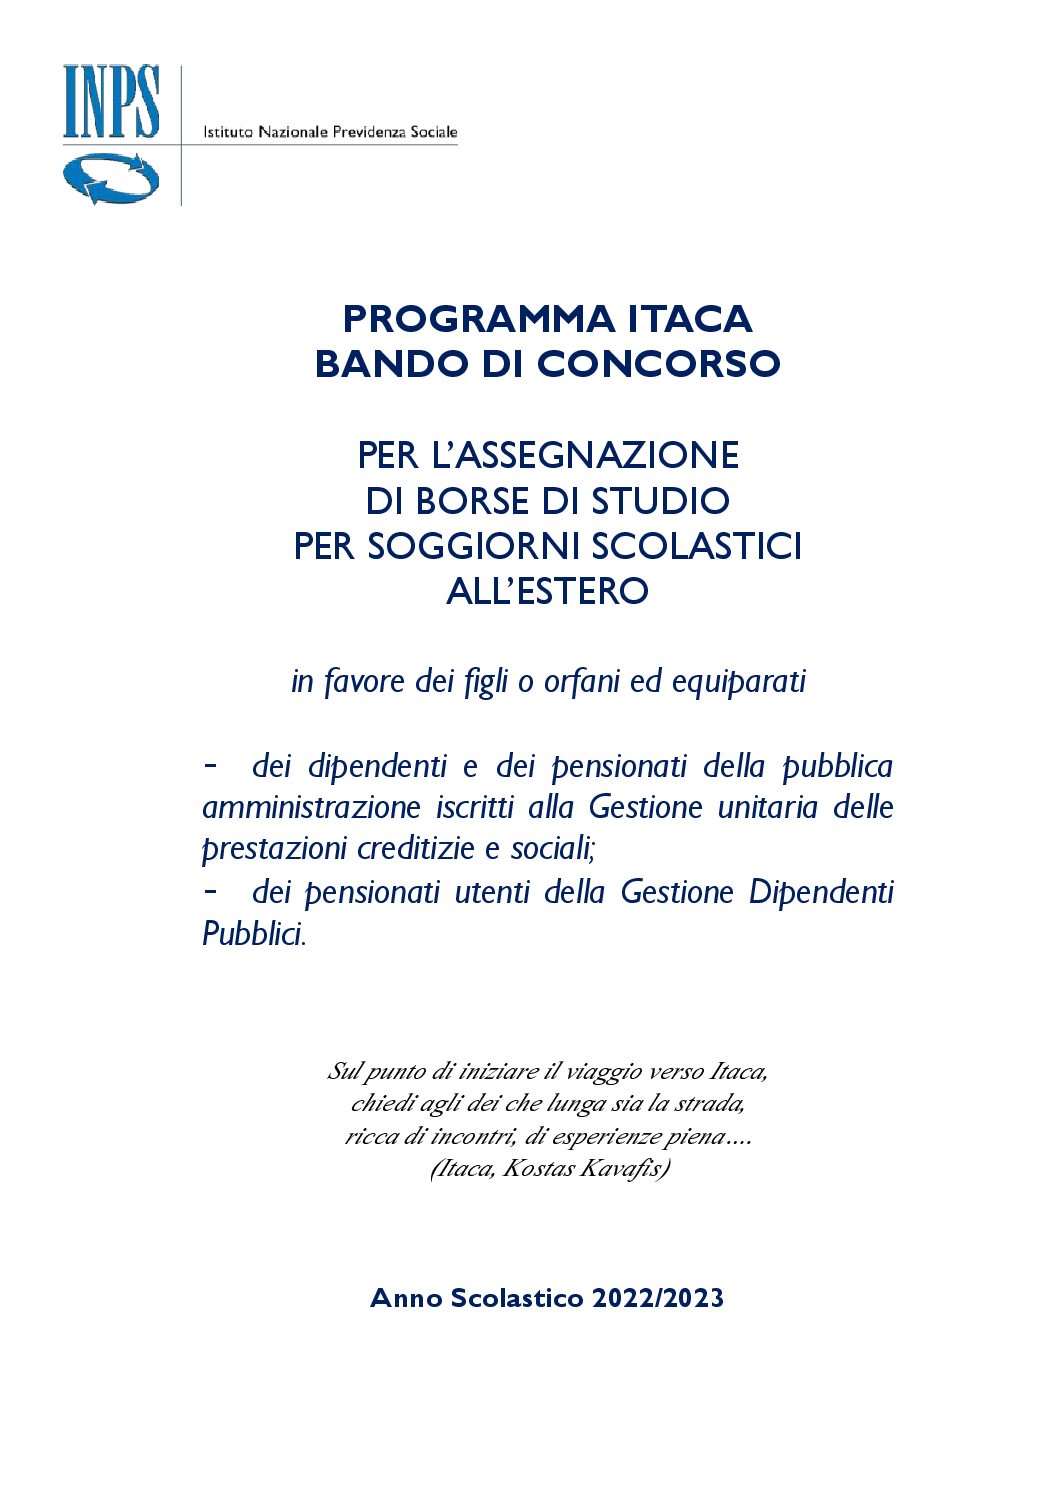 INPS
Istituto Nazionale Previdenza Sociale
PROGRAMMA ITACA
BANDO DI CONCORSO
PER L’ASSEGNAZIONE
DI BORSE DI STUDIO
PER SOGGIORNI SCOLASTICI
ALL’ESTERO
in favore dei figli o orfani ed equiparati
- dei dipendenti e dei pensionati della pubblica
amministrazione iscritti alla Gestione unitaria delle
prestazioni creditizie e sociali;
- dei pensionati utenti della Gestione Dipendenti
Pubblici.
Sul punto di iniziare il viaggio verso Itaca,
chiedi agli dei che lunga sia la strada,
ricca di incontri, di esperienze piena….
(Itaca, Kostas Kavafis)
Anno Scolastico 2022/2023